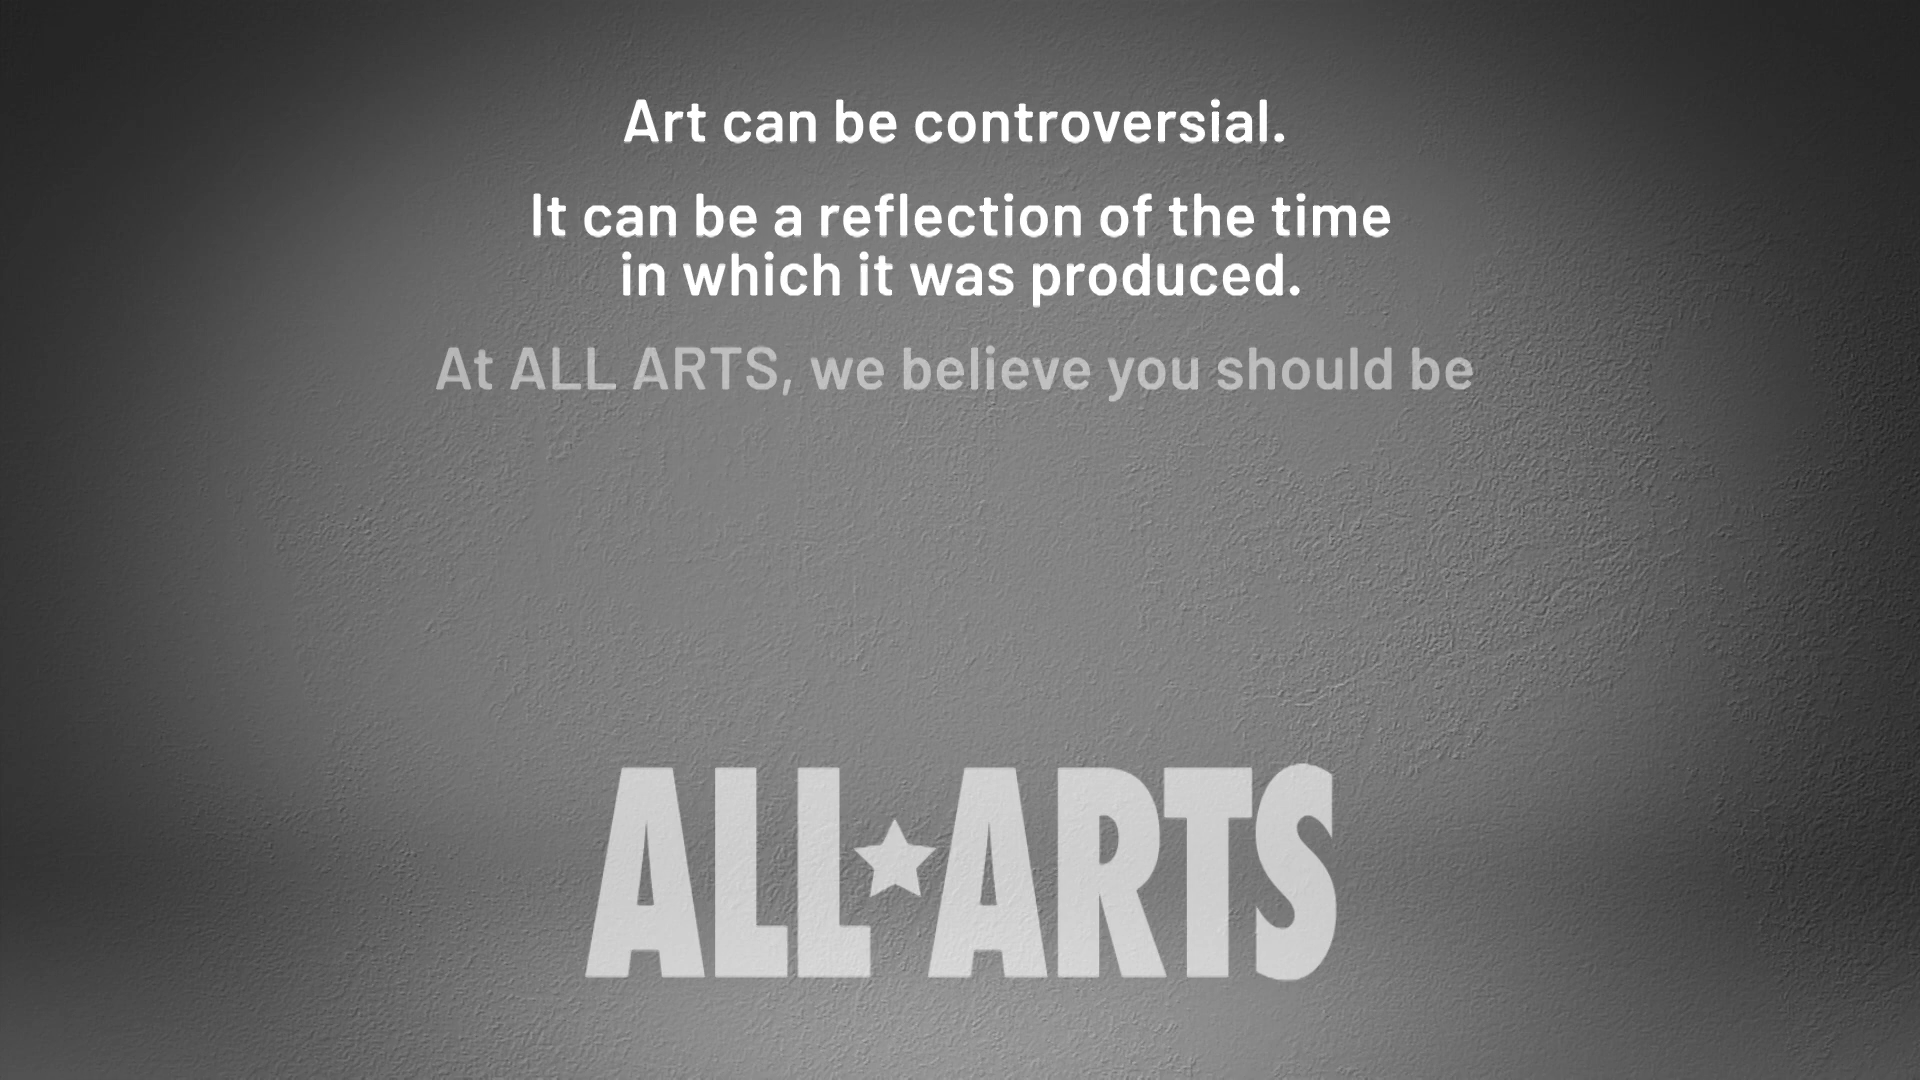 Art can be controversial.
It can be a reflection of the time
in which it was produced.
At ALL ARTS, we believe you should be
ALL★ARTS